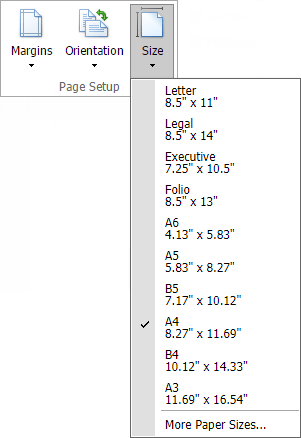 Margins Orientation Size
Page Setup
Letter
8.5" x 11"
Legal
8.5" x 14"
Executive
7.25" x 10.5"
Folio
8.5" x 13"
A6
4.13" x 5.83"
A5
5.83" x 8.27"
B5
7.17" x 10.12"
A4
8.27" x 11.69"
B4
10.12" x 14.33"
A3
11.69" x 16.54"
More Paper Sizes...